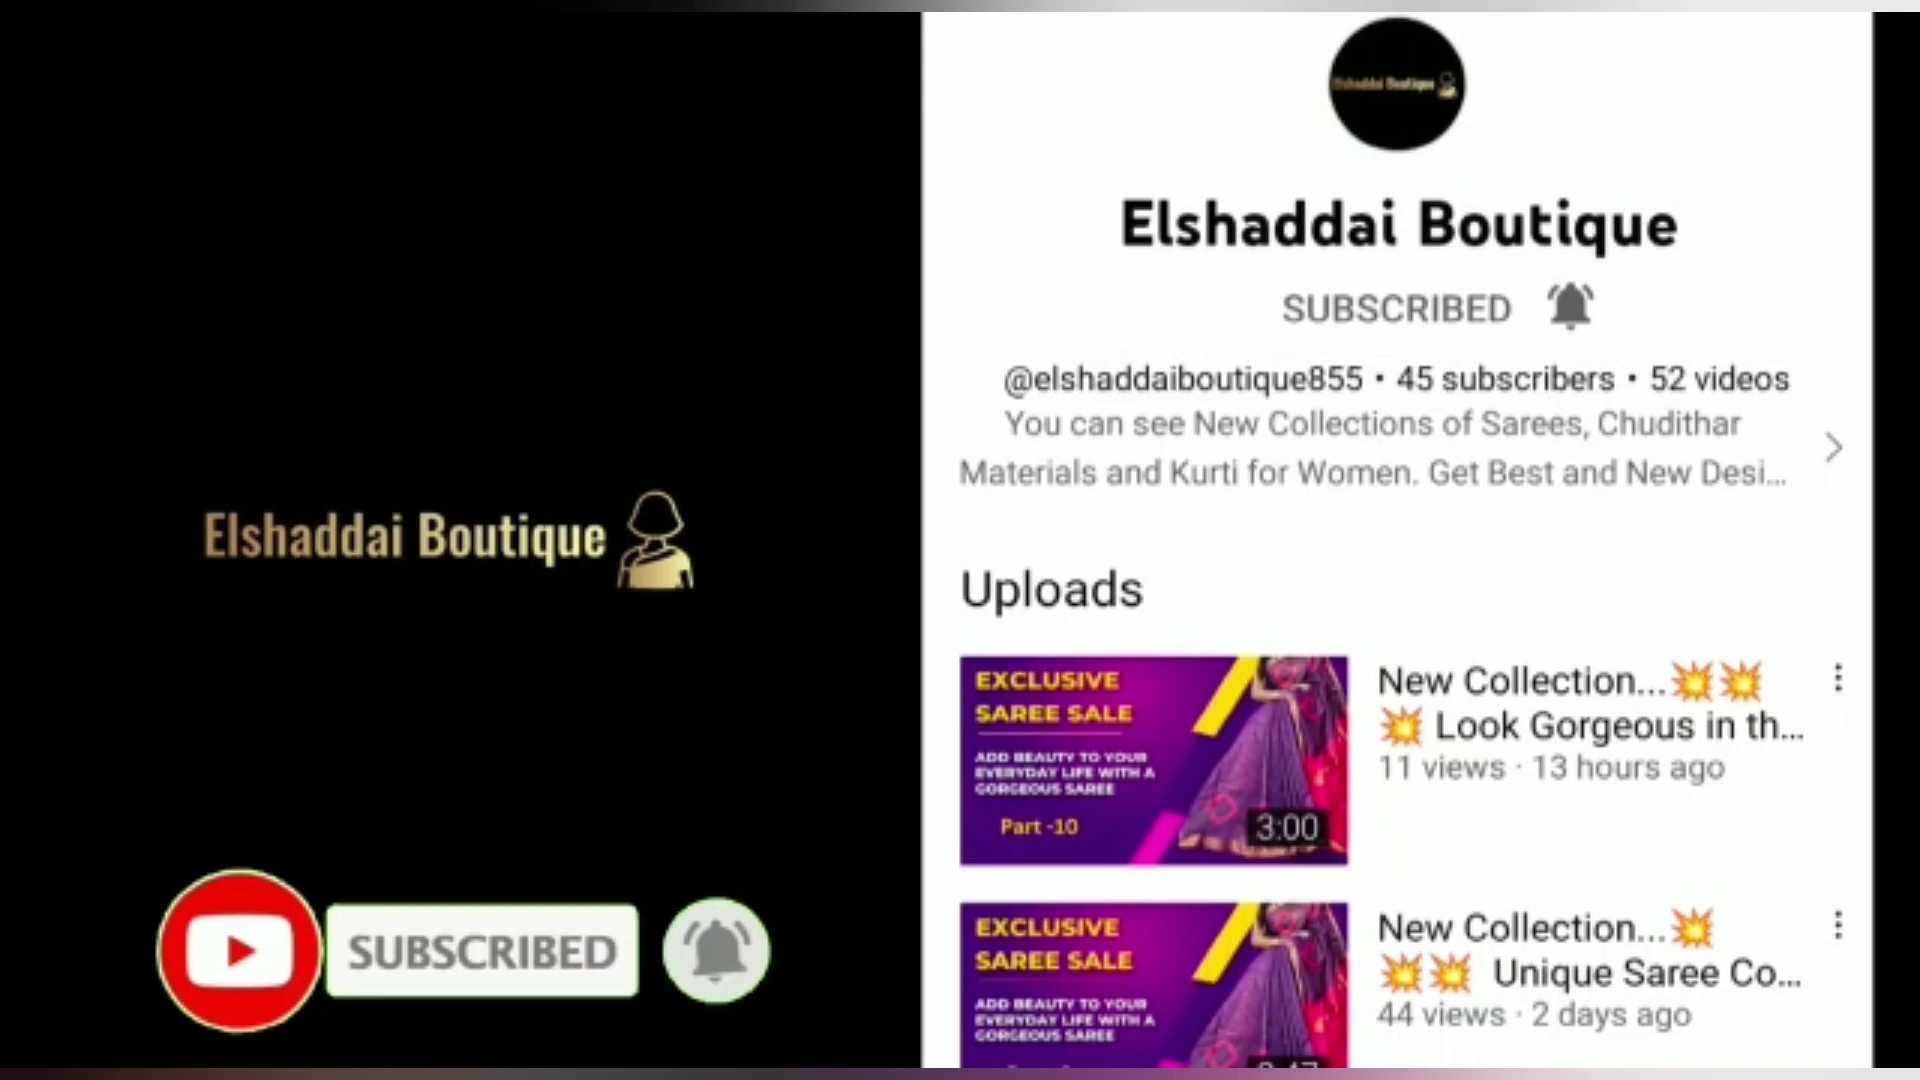 Elshaddai Boutique
SUBSCRIBED
Elshaddai Boutique
Elshaddai Boutique
SUBSCRIBED
@elshaddaiboutique855 • 45 subscribers • 52 videos
You can see New Collections of Sarees, Chudithar
Materials and Kurti for Women. Get Best and New Desi...
Uploads
EXCLUSIVE
SAREE SALE
ADD BEAUTY TO YOUR
EVERYDAY LIFE WITH A
GORGEOUS SAREE
Part -10
3:00
New Collection...💥💥
💥 Look Gorgeous in th...
11 views · 13 hours ago
EXCLUSIVE
SAREE SALE
ADD BEAUTY TO YOUR
EVERYDAY LIFE WITH A
GORGEOUS SAREE
New Collection...💥
💥💥 Unique Saree Co...
44 views · 2 days ago